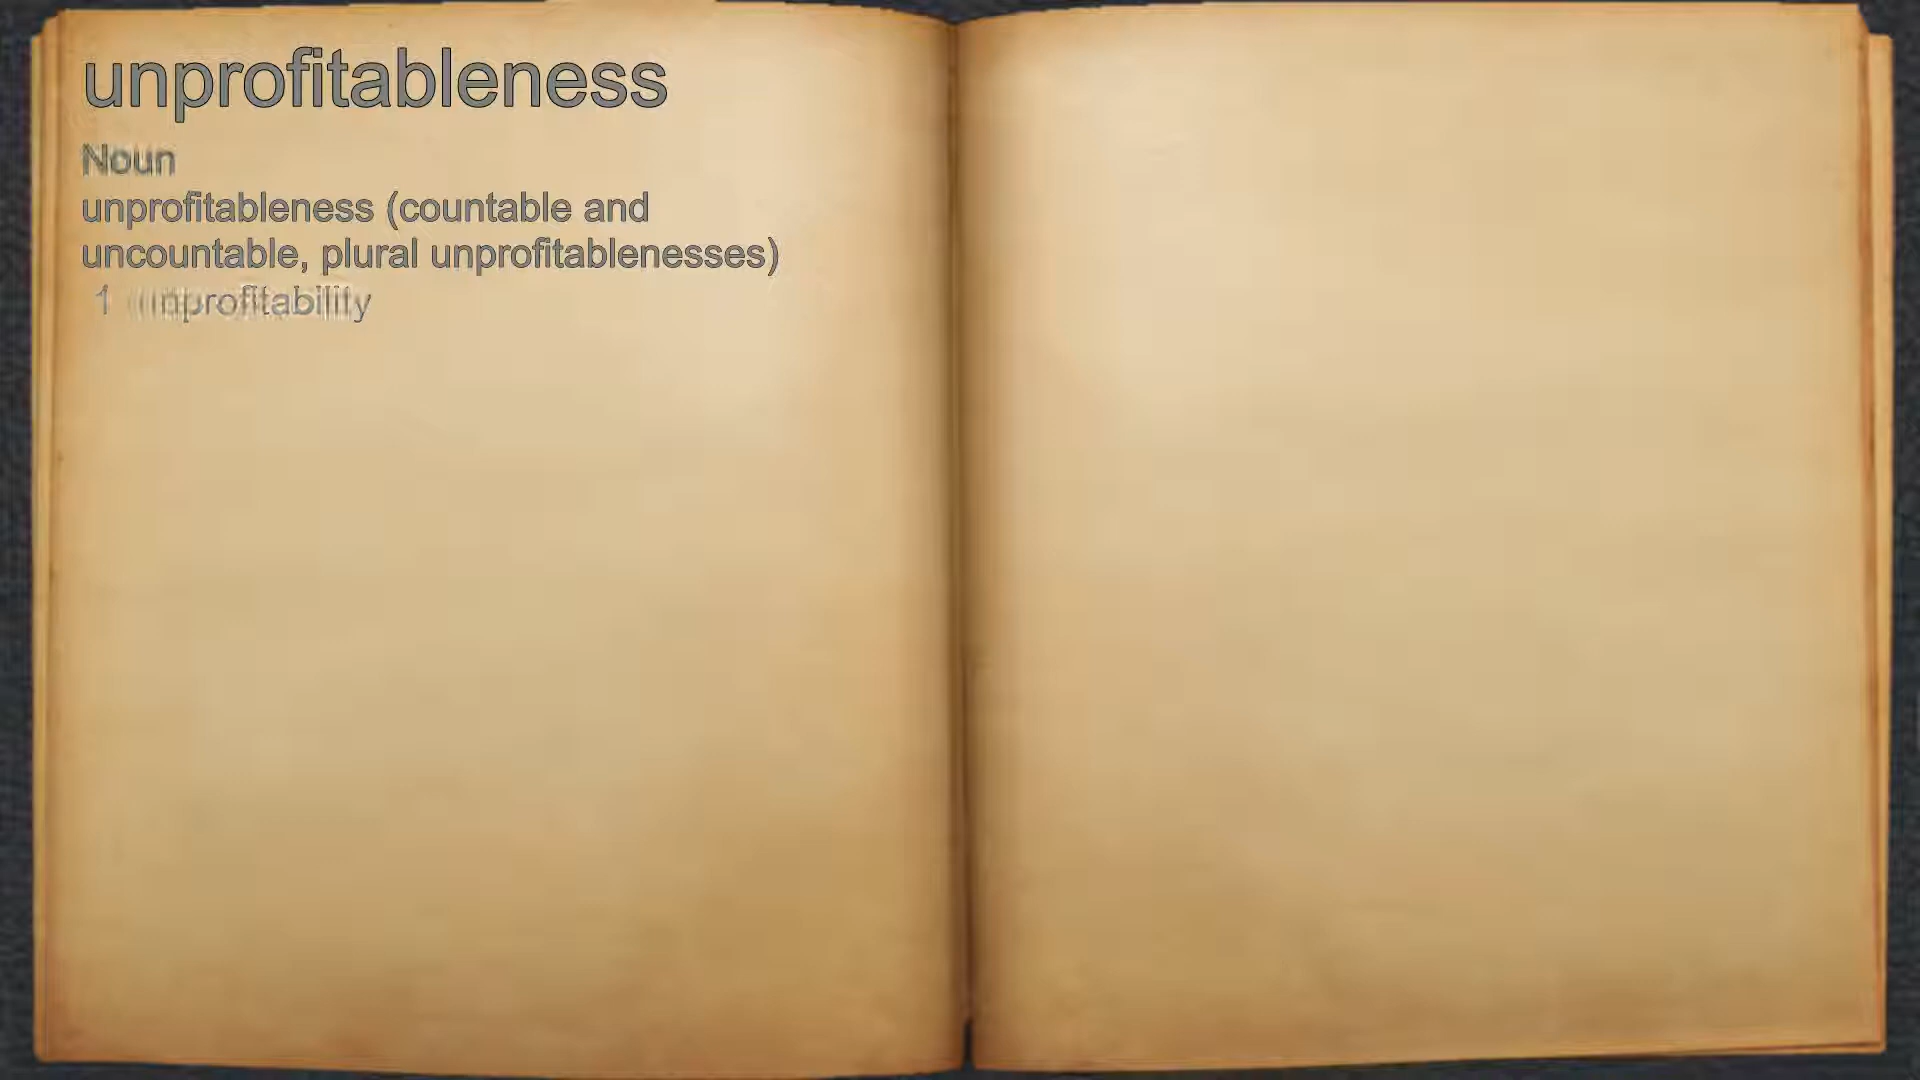 unprofitableness
Noun
unprofitableness (countable and
uncountable, plural unprofitablenesses)
1 unprofitability